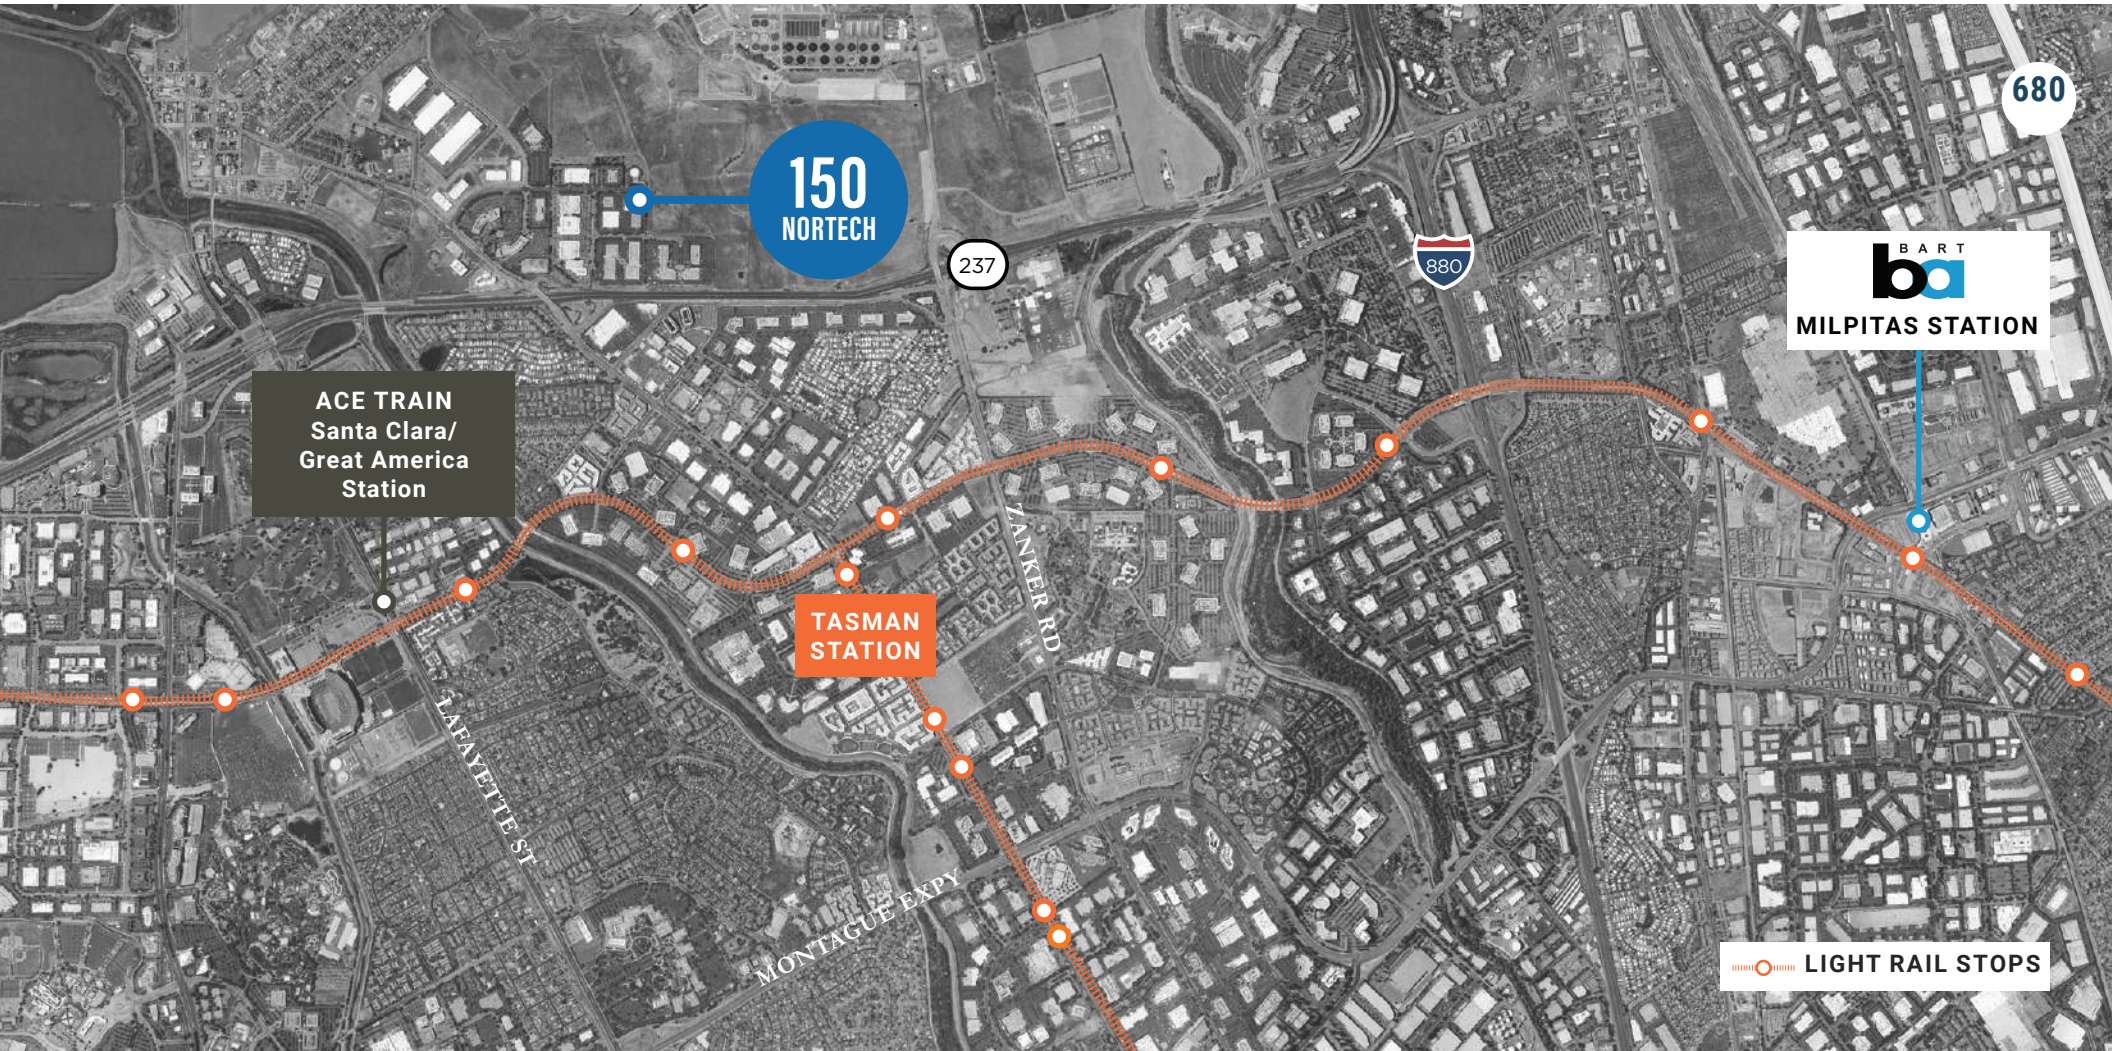 680
150
NORTECH
BART
ba
MILPITAS STATION
237
880
ACE TRAIN
Santa Clara/
Great America
Station
ZANKER RD
TASMAN
STATION
LAFAYETTE ST
MONTAGUE EXPY
LIGHT RAIL STOPS